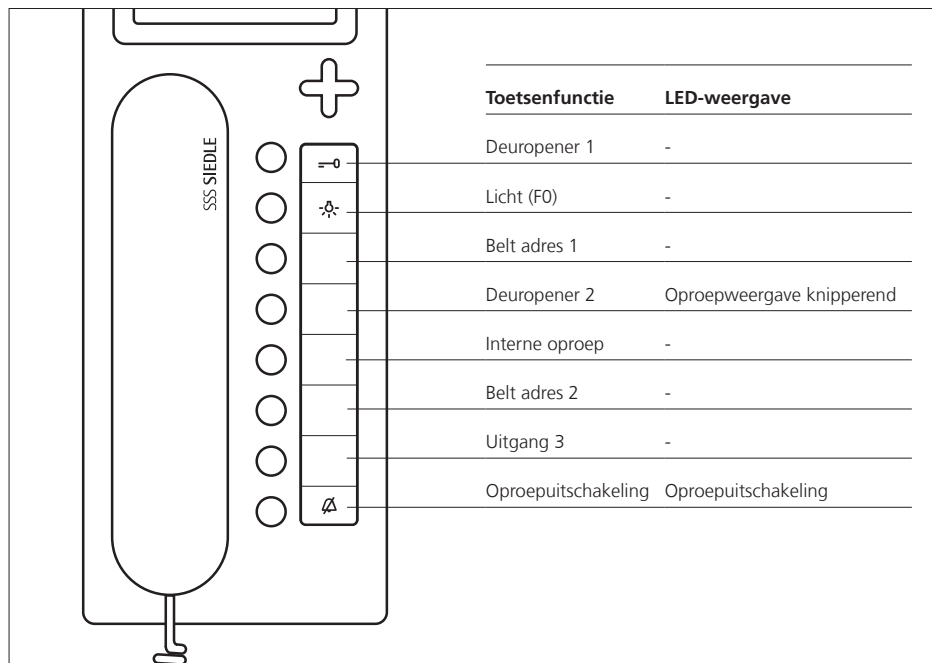 SSS SIEDLE
Toetsenfunctie LED-weergave
Deuropener 1 -
Licht (F0) -
Belt adres 1 -
Deuropener 2 Oproepweergave knipperend
Interne oproep -
Belt adres 2 -
Uitgang 3 -
Oproepuitschakeling Oproepuitschakeling